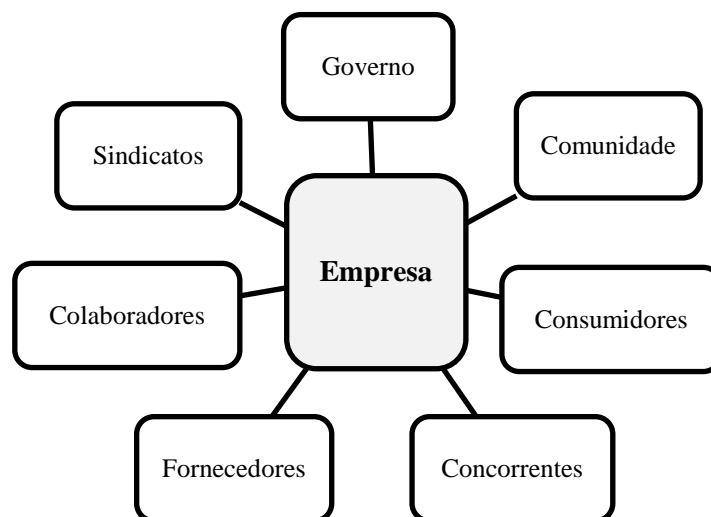 Governo
Comunidade
Sindicatos
Empresa
Colaboradores
Consumidores
Fornecedores
Concorrentes